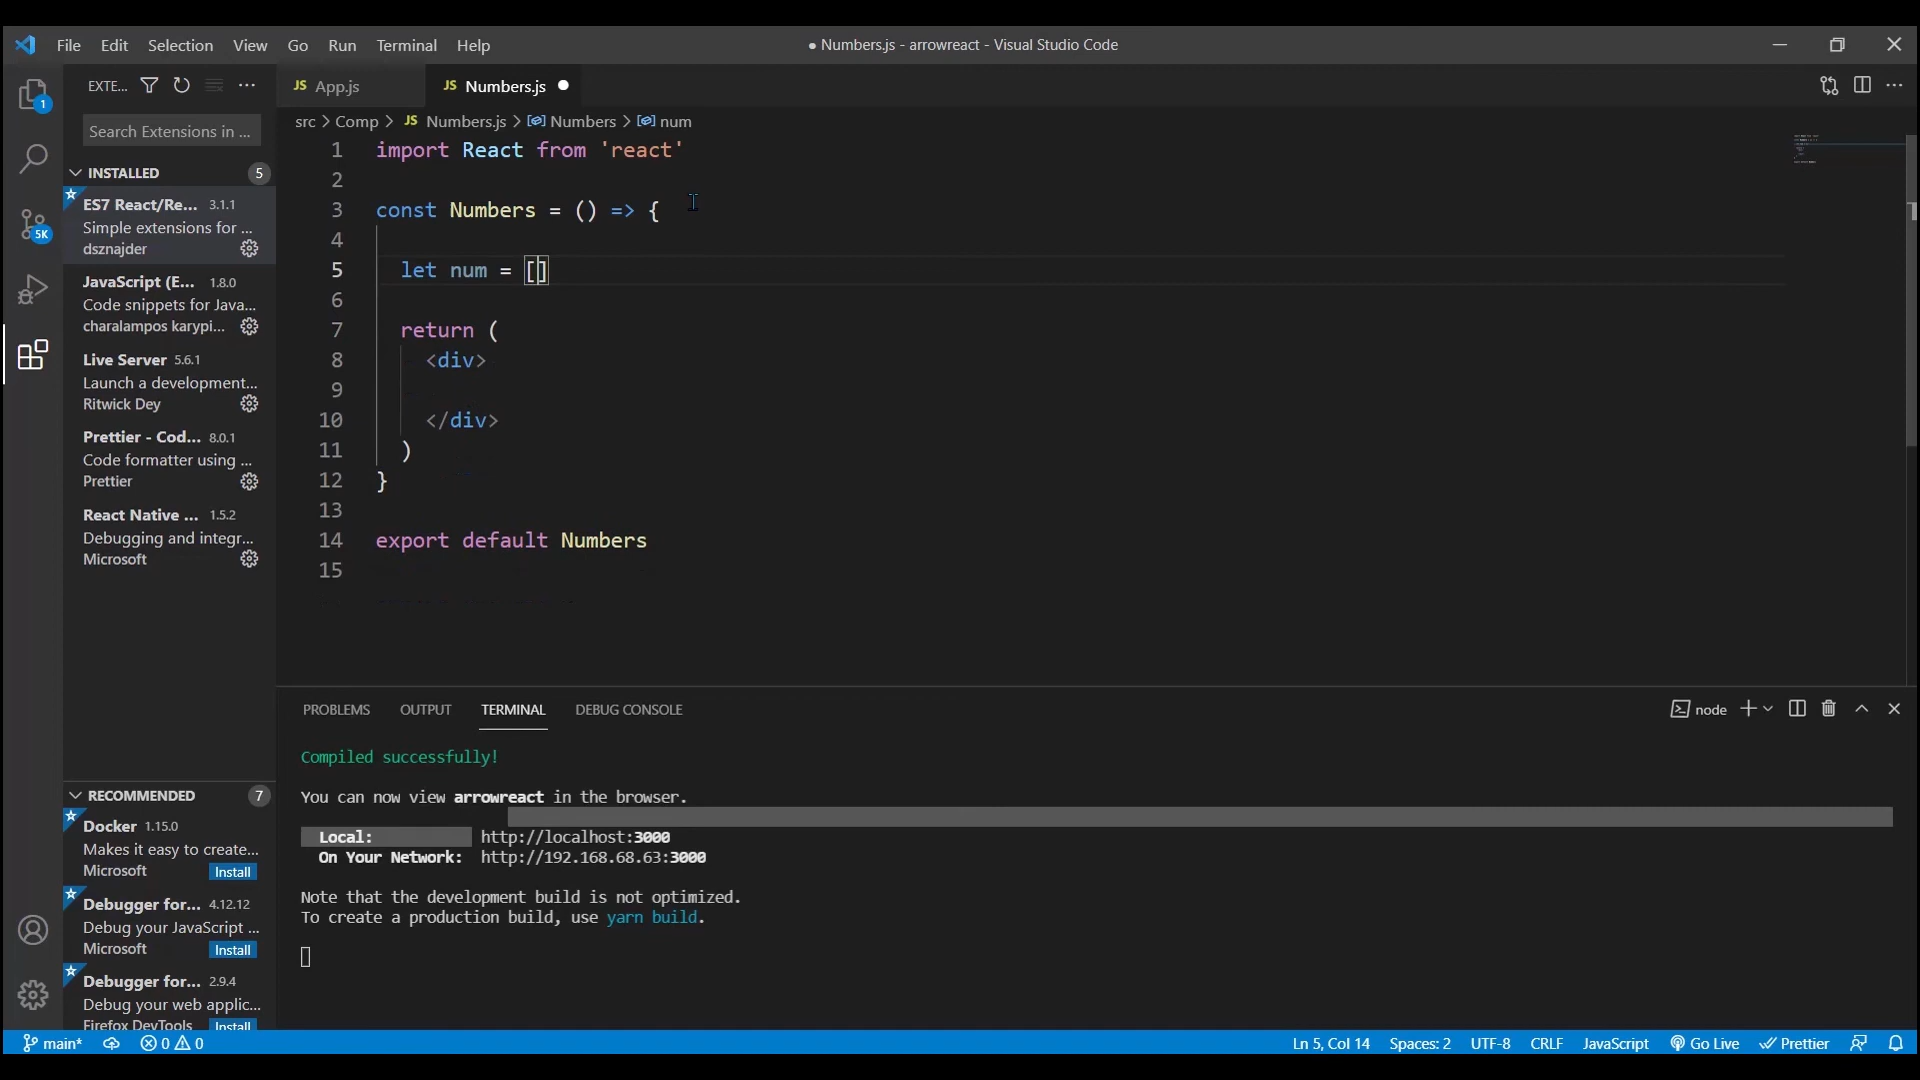 File Edit Selection View Go Run Terminal Help
● Numbers.js - arrowreact - Visual Studio Code
EXTE...
JS App.js
JS Numbers.js
src > Comp > JS Numbers.js > Numbers > num
Search Extensions in ...
INSTALLED 5
ES7 React/Re... 3.1.1
Simple extensions for ...
dsznajder
JavaScript (E... 1.8.0
Code snippets for Java...
charalampos karypi...
Live Server 5.6.1
Launch a development...
Ritwick Dey
Prettier - Cod... 8.0.1
Code formatter using ...
Prettier
React Native ... 1.5.2
Debugging and integr...
Microsoft
RECOMMENDED 7
Docker 1.15.0
Makes it easy to create...
Microsoft Install
Debugger for... 4.12.12
Debug your JavaScript ...
Microsoft Install
Debugger for... 2.9.4
Debug your web applic...
Firefox DevTools Install
1
5K
1 import React from 'react'
2
3 const Numbers = () => {
4
5 let num = []
6
7 return (
8 <div>
9
10 </div>
11 )
12 }
13
14 export default Numbers
15
PROBLEMS OUTPUT TERMINAL DEBUG CONSOLE
node
Compiled successfully!
You can now view arrowreact in the browser.
Local: http://localhost:3000
On Your Network: http://192.168.68.63:3000
Note that the development build is not optimized.
To create a production build, use yarn build.
main* 0 0
Ln 5, Col 14 Spaces: 2 UTF-8 CRLF JavaScript Go Live Prettier